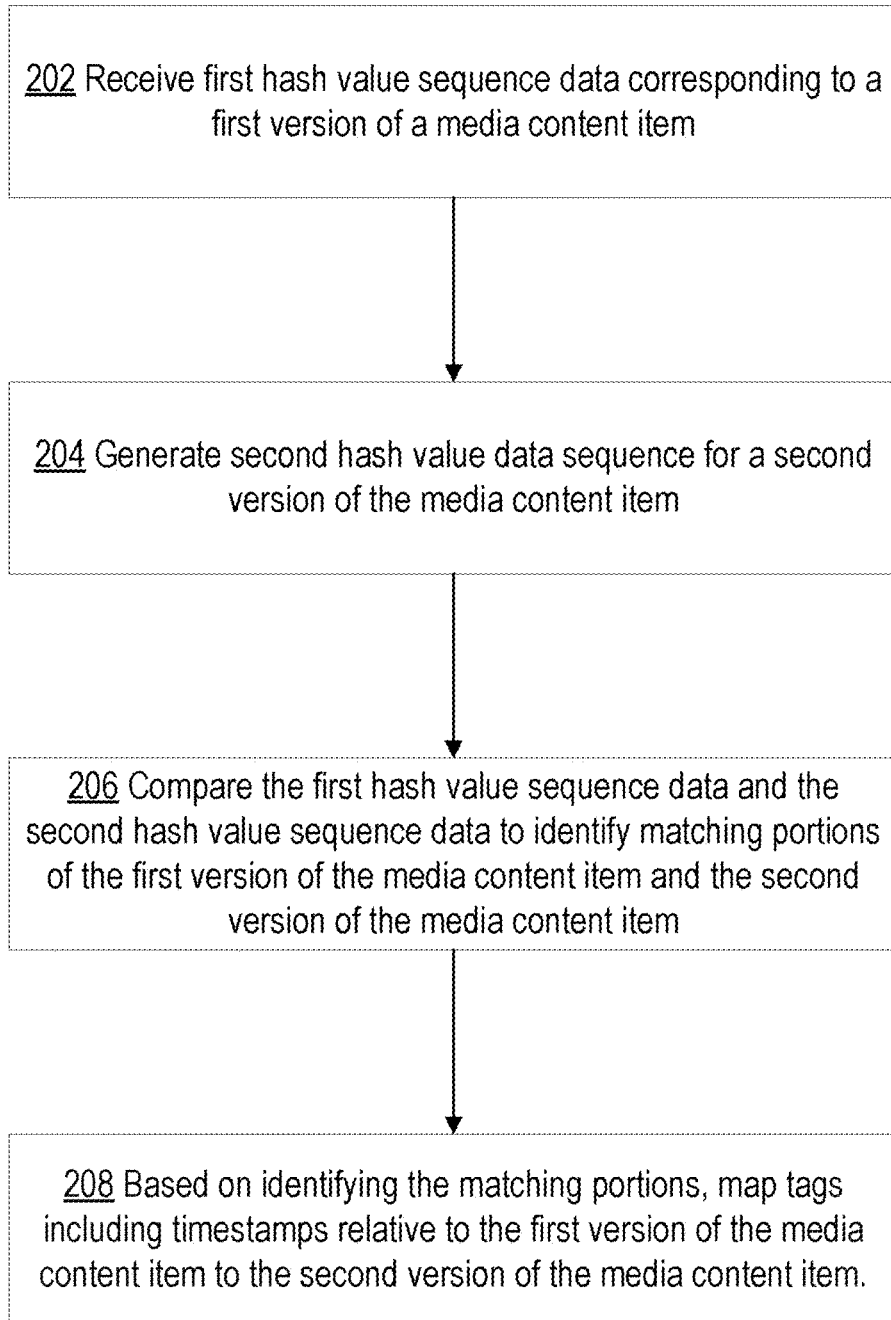 202 Receive first hash value sequence data corresponding to a
first version of a media content item
204 Generate second hash value data sequence for a second
version of the media content item
206 Compare the first hash value sequence data and the
second hash value sequence data to identify matching portions
of the first version of the media content item and the second
version of the media content item
208 Based on identifying the matching portions, map tags
including timestamps relative to the first version of the media
content item to the second version of the media content item.